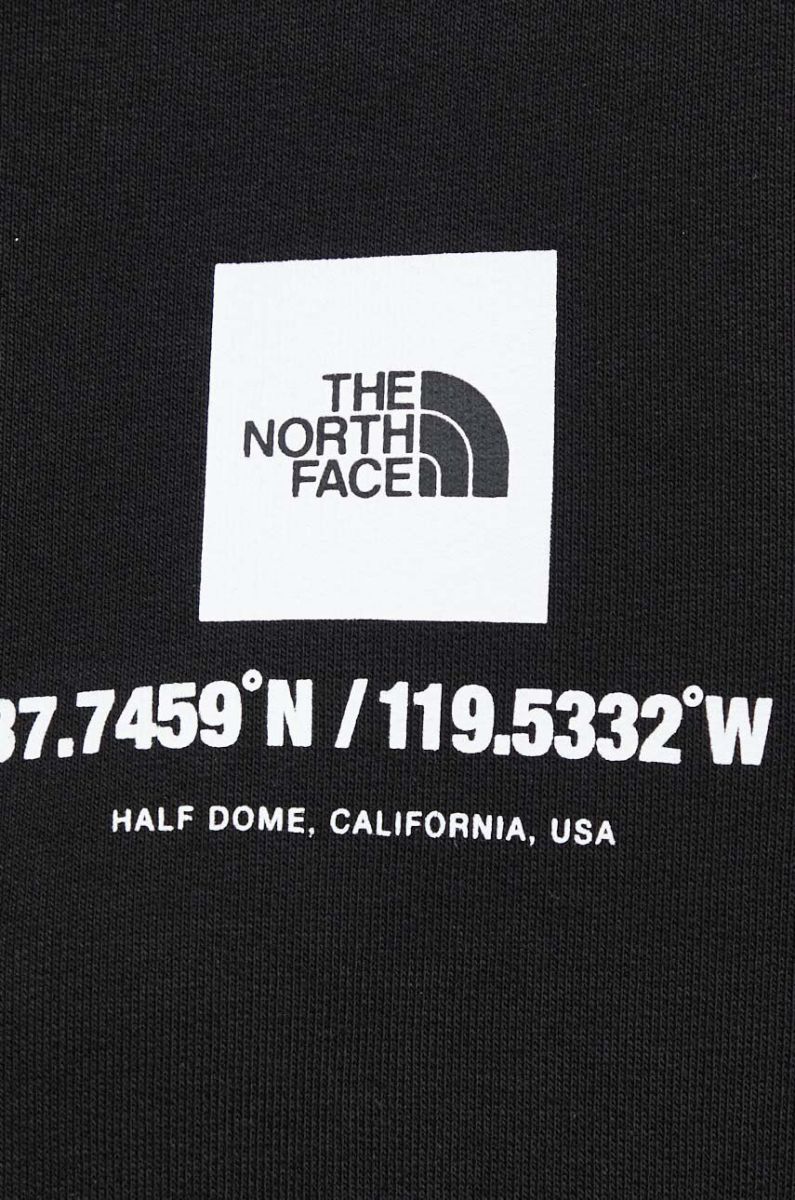 THE
NORTH
FACE
37.7459°N / 119.5332°W
HALF DOME, CALIFORNIA, USA